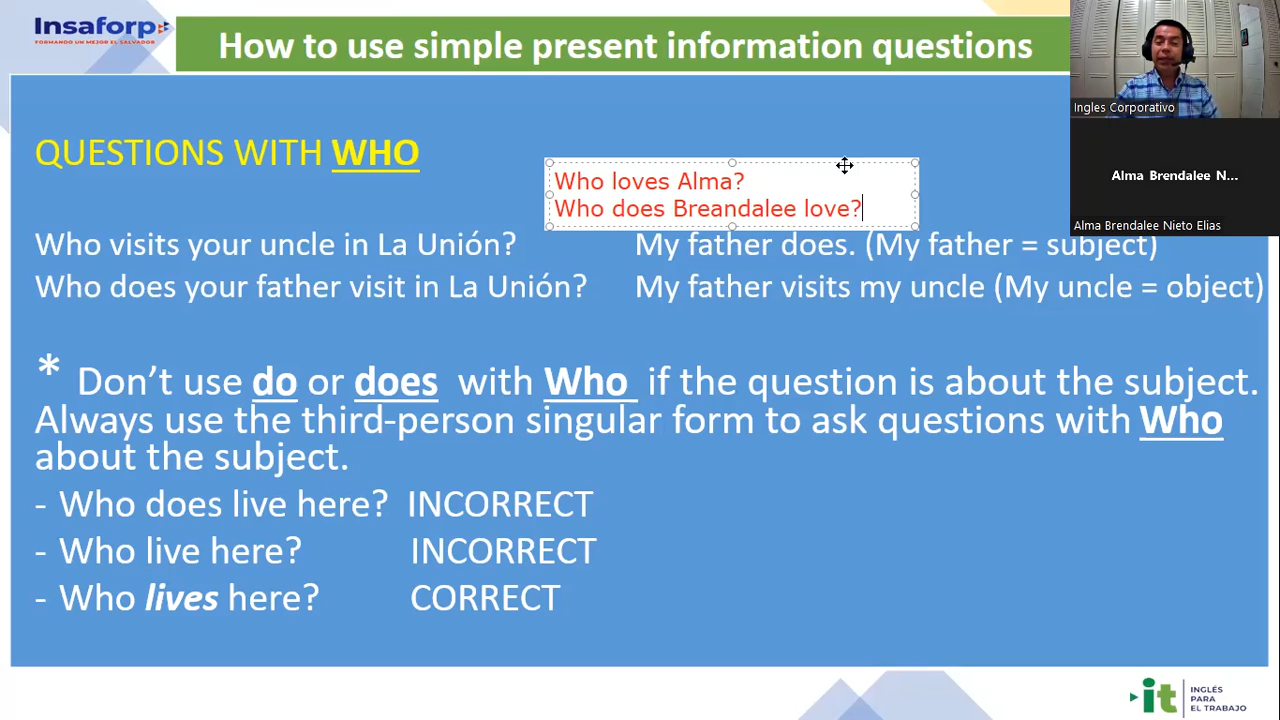 Insaforp
FORMANDO UN MEJOR EL SALVADOR
How to use simple present information questions
Ingles Corporativo
Alma Brendalee N...
Alma Brendalee Nieto Elias
QUESTIONS WITH WHO
Who loves Alma?
Who does Breandalee love?
Who visits your uncle in La Unión? My father does. (My father = subject)
Who does your father visit in La Unión? My father visits my uncle (My uncle = object)
* Don’t use do or does with Who if the question is about the subject.
Always use the third-person singular form to ask questions with Who
about the subject.
- Who does live here? INCORRECT
- Who live here? INCORRECT
- Who lives here? CORRECT
it
INGLÉS
PARA
EL TRABAJO